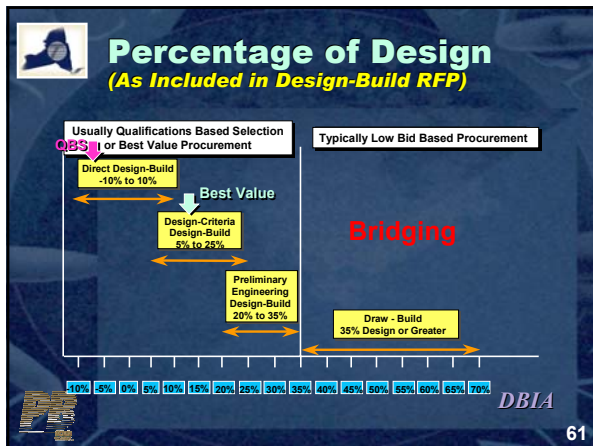 Percentage of Design
(As Included in Design-Build RFP)
Usually Qualifications Based Selection
or Best Value Procurement
Typically Low Bid Based Procurement
QBS
Direct Design-Build
-10% to 10%
Best Value
Design-Criteria
Design-Build
5% to 25%
Bridging
Preliminary
Engineering
Design-Build
20% to 35%
Draw - Build
35% Design or Greater
-10% -5% 0% 5% 10% 15% 20% 25% 30% 35% 40% 45% 50% 55% 60% 65% 70%
DBIA
61